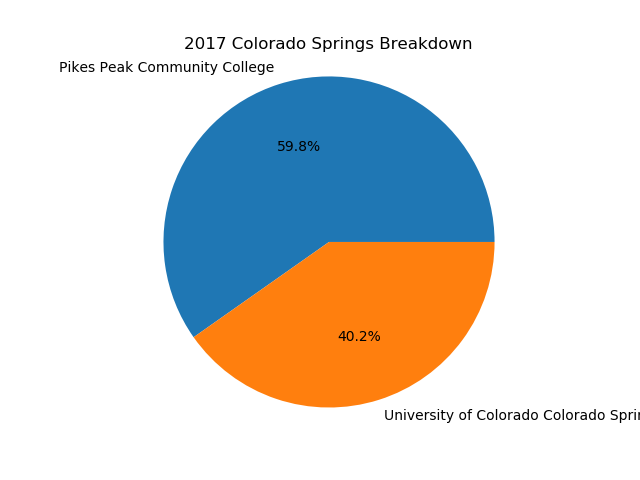 2017 Colorado Springs Breakdown
Pikes Peak Community College
59.8%
40.2%
University of Colorado Colorado Sprin